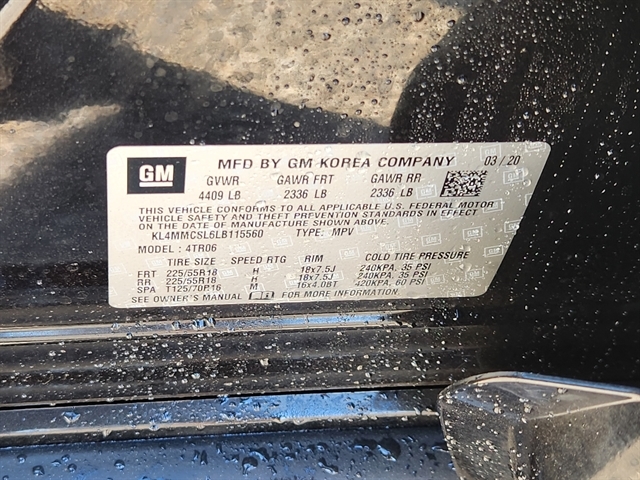 GM MFD BY GM KOREA COMPANY 03 / 20
GVWR GAWR FRT GAWR RR
4409 LB 2336 LB 2336 LB
THIS VEHICLE CONFORMS TO ALL APPLICABLE U.S. FEDERAL MOTOR
VEHICLE SAFETY AND THEFT PREVENTION STANDARDS IN EFFECT
ON THE DATE OF MANUFACTURE SHOWN ABOVE.
KL4MMCSL6LB115560 TYPE: MPV
MODEL : 4TR06
TIRE SIZE SPEED RTG RIM COLD TIRE PRESSURE
FRT 225/55R18 H 18x7.5J 240KPA, 35 PSI
RR 225/55R18 H 18x7.5J 240KPA, 35 PSI
SPA T125/70R16 M 16x4.0BT 420KPA, 60 PSI
SEE OWNER'S MANUAL FOR MORE INFORMATION.